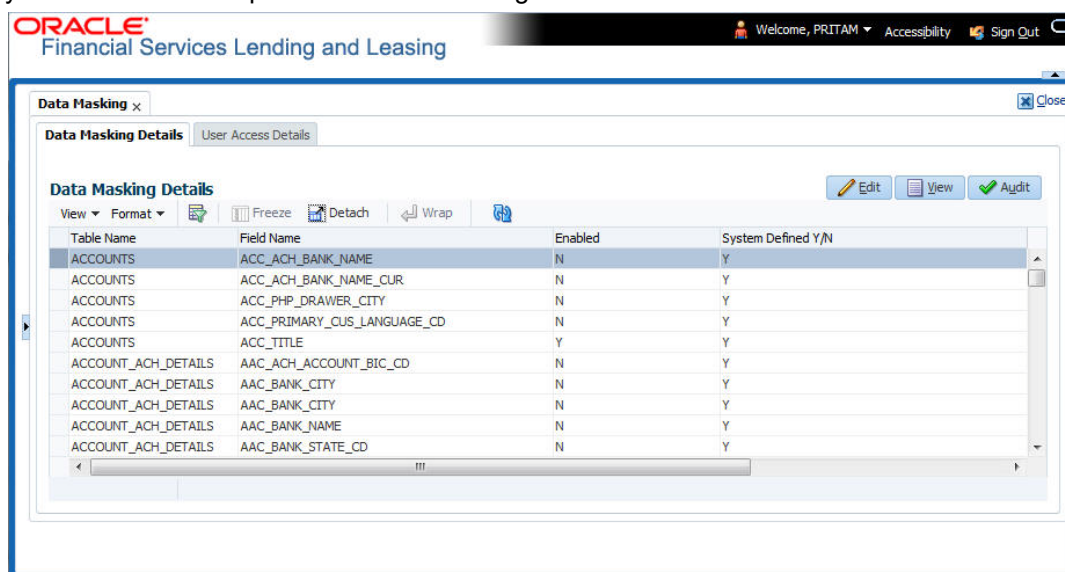 ORACLE
Financial Services Lending and Leasing
Welcome, PRITAM Accessibility Sign Out
Data Masking Close
Data Masking Details User Access Details
Data Masking Details Edit View Audit
View Format Freeze Detach Wrap
Table Name Field Name Enabled System Defined Y/N
ACCOUNTS ACC_ACH_BANK_NAME N Y
ACCOUNTS ACC_ACH_BANK_NAME_CUR N Y
ACCOUNTS ACC_PHP_DRAWER_CITY N Y
ACCOUNTS ACC_PRIMARY_CUS_LANGUAGE_CD N Y
ACCOUNTS ACC_TITLE Y Y
ACCOUNT_ACH_DETAILS AAC_ACH_ACCOUNT_BIC_CD N Y
ACCOUNT_ACH_DETAILS AAC_BANK_CITY N Y
ACCOUNT_ACH_DETAILS AAC_BANK_CITY N Y
ACCOUNT_ACH_DETAILS AAC_BANK_NAME N Y
ACCOUNT_ACH_DETAILS AAC_BANK_STATE_CD N Y